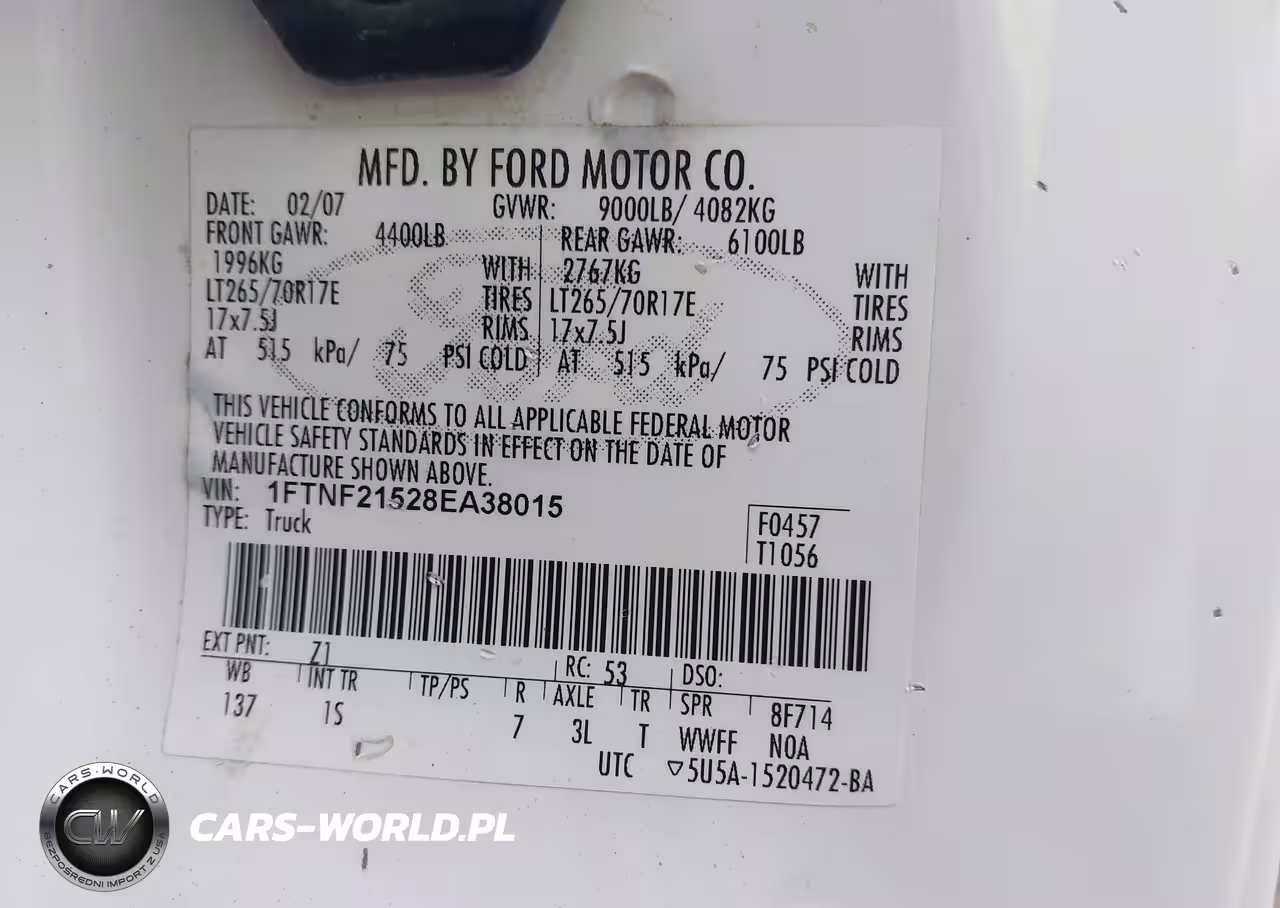 MFD. BY FORD MOTOR CO.
DATE: 02/07 GVWR: 9000LB/ 4082KG
FRONT GAWR: 4400LB REAR GAWR: 6100LB
1996KG WITH 2767KG WITH
LT265/70R17E TIRES LT265/70R17E TIRES
17x7.5J RIMS 17x7.5J RIMS
AT 515 kPa/ 75 PSI COLD AT 515 kPa/ 75 PSI COLD
THIS VEHICLE CONFORMS TO ALL APPLICABLE FEDERAL MOTOR
VEHICLE SAFETY STANDARDS IN EFFECT ON THE DATE OF
MANUFACTURE SHOWN ABOVE.
VIN: 1FTNF21528EA38015
TYPE: Truck
F0457
T1056
EXT PNT: Z1 RC: 53 DSO:
WB INT TR TP/PS R AXLE TR SPR 8F714
137 1S 7 3L T WWFF NOA
UTC ▽5U5A-1520472-BA
CARS-WORLD
CW
BEZPOŚREDNI IMPORT Z USA
CARS-WORLD.PL